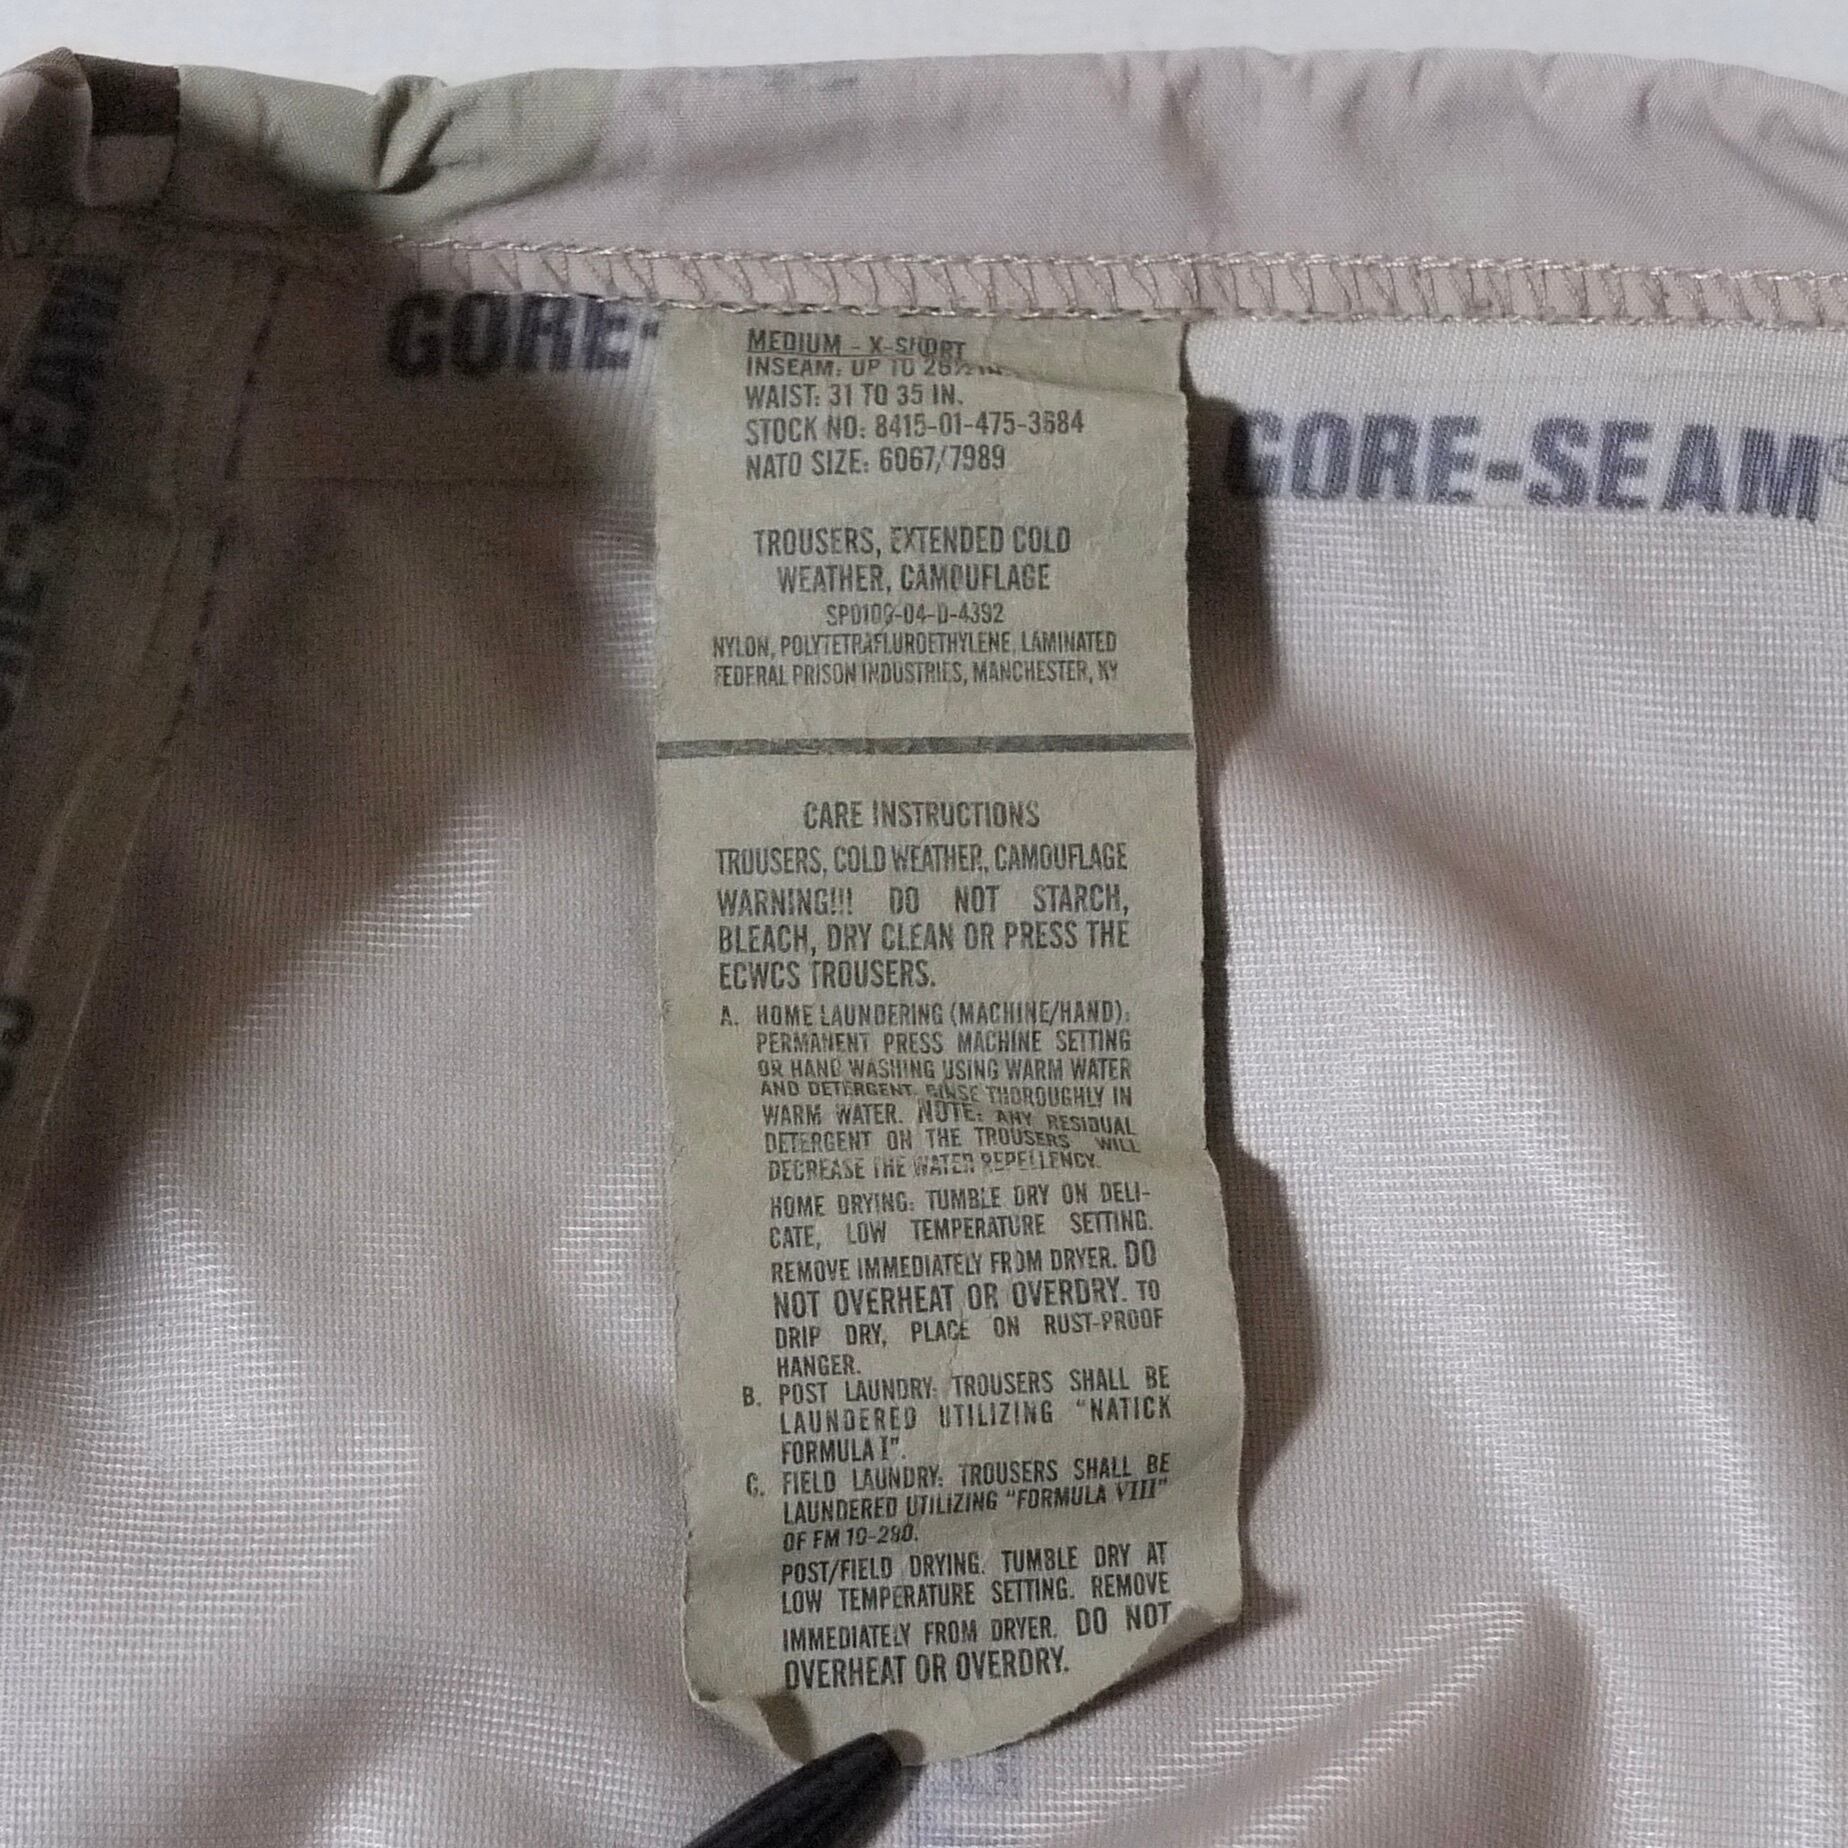 GORE-
GORE-SEAM
MEDIUM - X-SHORT
INSEAM: UP TO 26½ IN.
WAIST: 31 TO 35 IN.
STOCK NO: 8415-01-475-3684
NATO SIZE: 6067/7989
TROUSERS, EXTENDED COLD
WEATHER, CAMOUFLAGE
SP0100-04-D-4392
NYLON, POLYTETRAFLUROETHYLENE, LAMINATED
FEDERAL PRISON INDUSTRIES, MANCHESTER, KY
CARE INSTRUCTIONS
TROUSERS, COLD WEATHER, CAMOUFLAGE
WARNING!!! DO NOT STARCH,
BLEACH, DRY CLEAN OR PRESS THE
ECWCS TROUSERS.
A. HOME LAUNDERING (MACHINE/HAND):
PERMANENT PRESS MACHINE SETTING
OR HAND WASHING USING WARM WATER
AND DETERGENT. RINSE THOROUGHLY IN
WARM WATER. NOTE: ANY RESIDUAL
DETERGENT ON THE TROUSERS WILL
DECREASE THE WATER REPELLENCY.
HOME DRYING: TUMBLE DRY ON DELI-
CATE, LOW TEMPERATURE SETTING.
REMOVE IMMEDIATELY FROM DRYER. DO
NOT OVERHEAT OR OVERDRY. TO
DRIP DRY, PLACE ON RUST-PROOF
HANGER.
B. POST LAUNDRY: TROUSERS SHALL BE
LAUNDERED UTILIZING "NATICK
FORMULA I".
C. FIELD LAUNDRY: TROUSERS SHALL BE
LAUNDERED UTILIZING "FORMULA VIII"
OF FM 10-280.
POST/FIELD DRYING. TUMBLE DRY AT
LOW TEMPERATURE SETTING. REMOVE
IMMEDIATELY FROM DRYER. DO NOT
OVERHEAT OR OVERDRY.